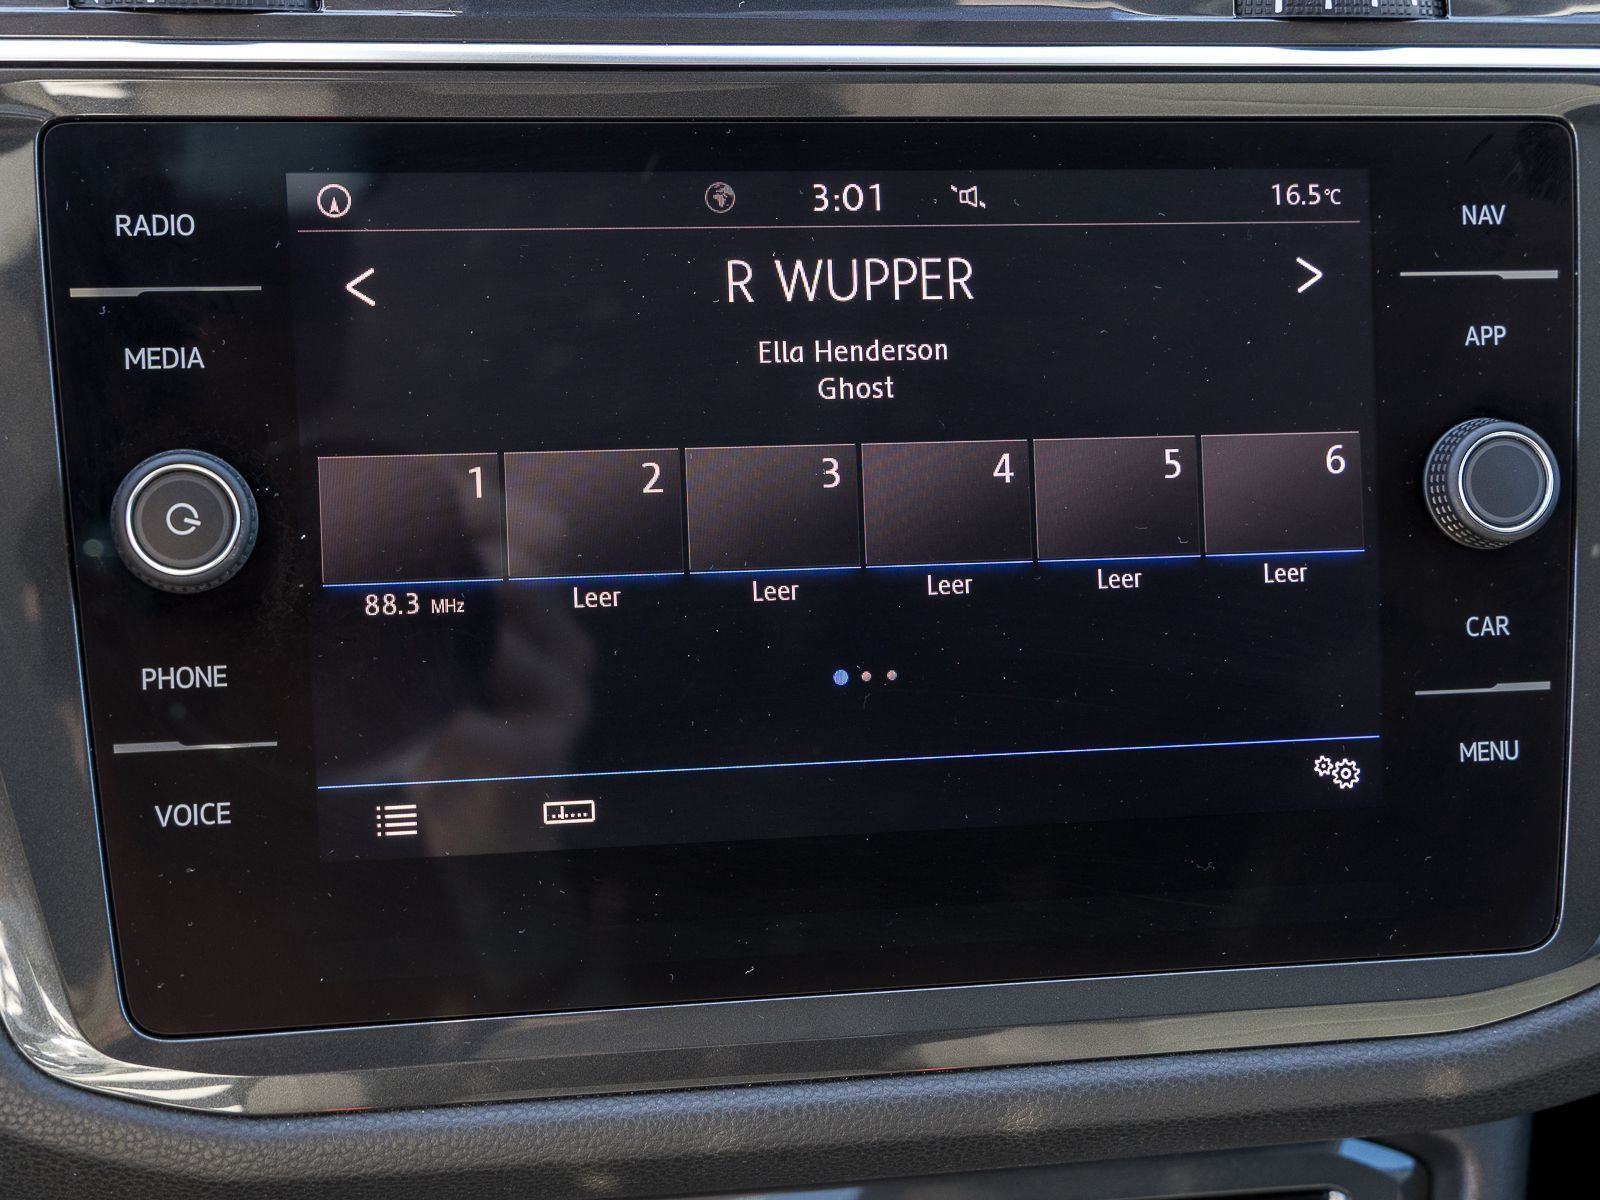 RADIO
MEDIA
PHONE
VOICE
3:01
16.5°C
R WUPPER
Ella Henderson
Ghost
1
2
3
4
5
6
88.3 MHz
Leer
Leer
Leer
Leer
Leer
NAV
APP
CAR
MENU